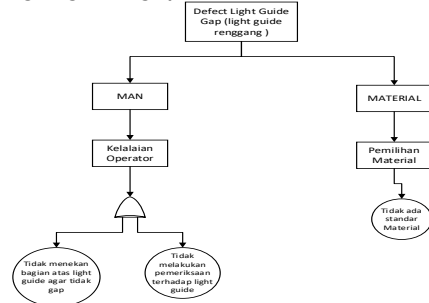 Defect Light Guide
Gap (light guide
renggang )
MAN
MATERIAL
Kelalaian
Operator
Pemilihan
Material
Tidak menekan
bagian atas light
guide agar tidak
gap
Tidak
melakukan
pemeriksaan
terhadap light
guide
Tidak ada
standar
Material